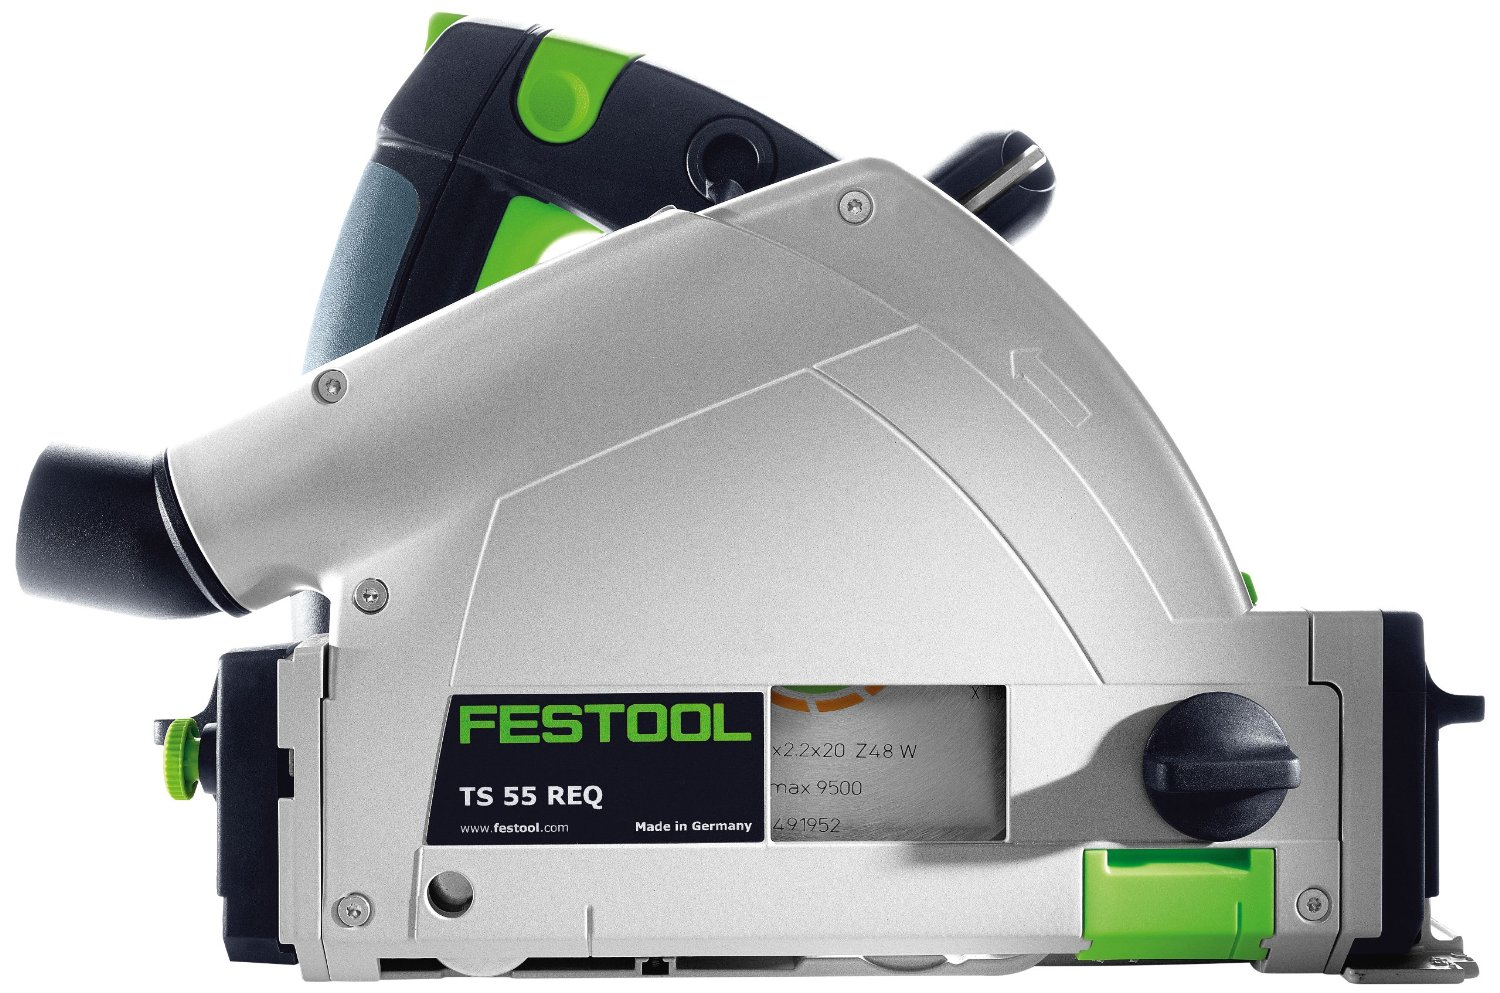 FESTOOL
TS 55 REQ
www.festool.com
Made in Germany
x2.2x20 Z48 W
max 9500
491952